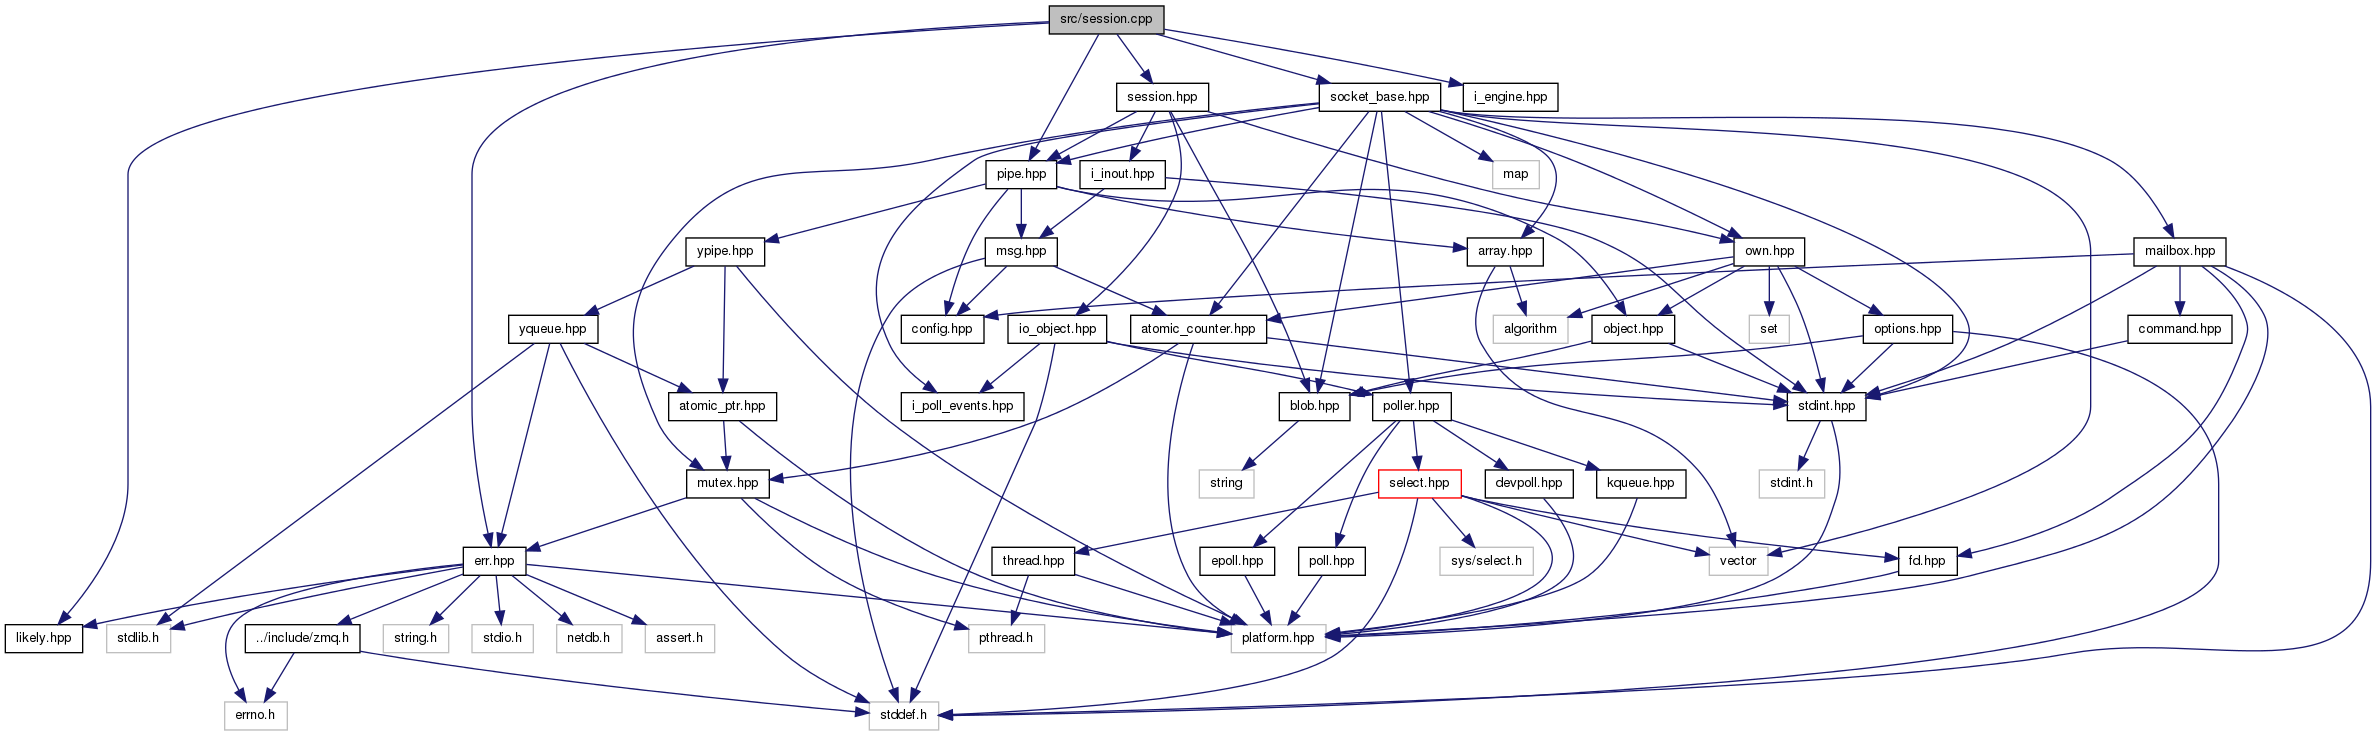 src/session.cpp
session.hpp
socket_base.hpp
i_engine.hpp
pipe.hpp
i_inout.hpp
map
ypipe.hpp
msg.hpp
array.hpp
own.hpp
mailbox.hpp
yqueue.hpp
config.hpp
io_object.hpp
atomic_counter.hpp
algorithm
object.hpp
set
options.hpp
command.hpp
atomic_ptr.hpp
i_poll_events.hpp
blob.hpp
poller.hpp
stdint.hpp
mutex.hpp
string
select.hpp
devpoll.hpp
kqueue.hpp
stdint.h
err.hpp
thread.hpp
epoll.hpp
poll.hpp
sys/select.h
vector
fd.hpp
likely.hpp
stdlib.h
../include/zmq.h
string.h
stdio.h
netdb.h
assert.h
pthread.h
platform.hpp
errno.h
stddef.h